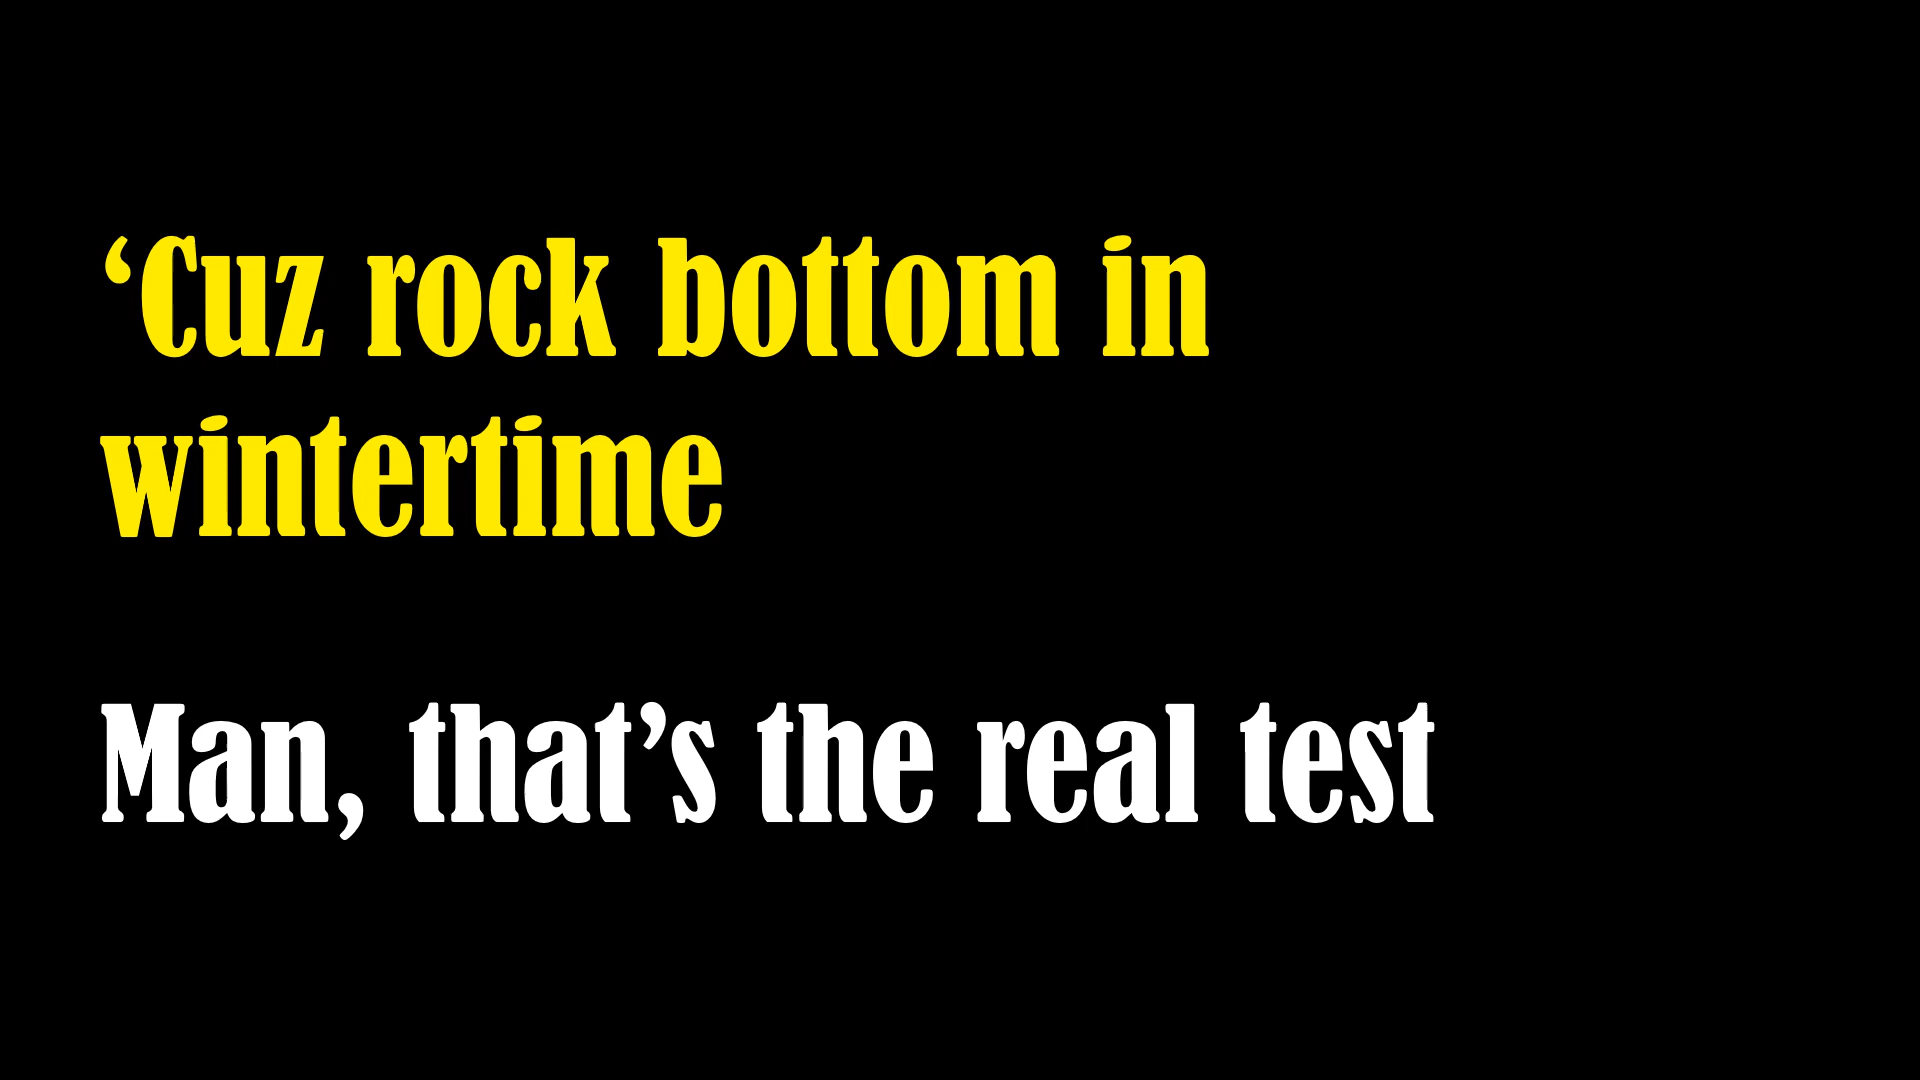 ‘Cuz rock bottom in
wintertime
Man, that’s the real test